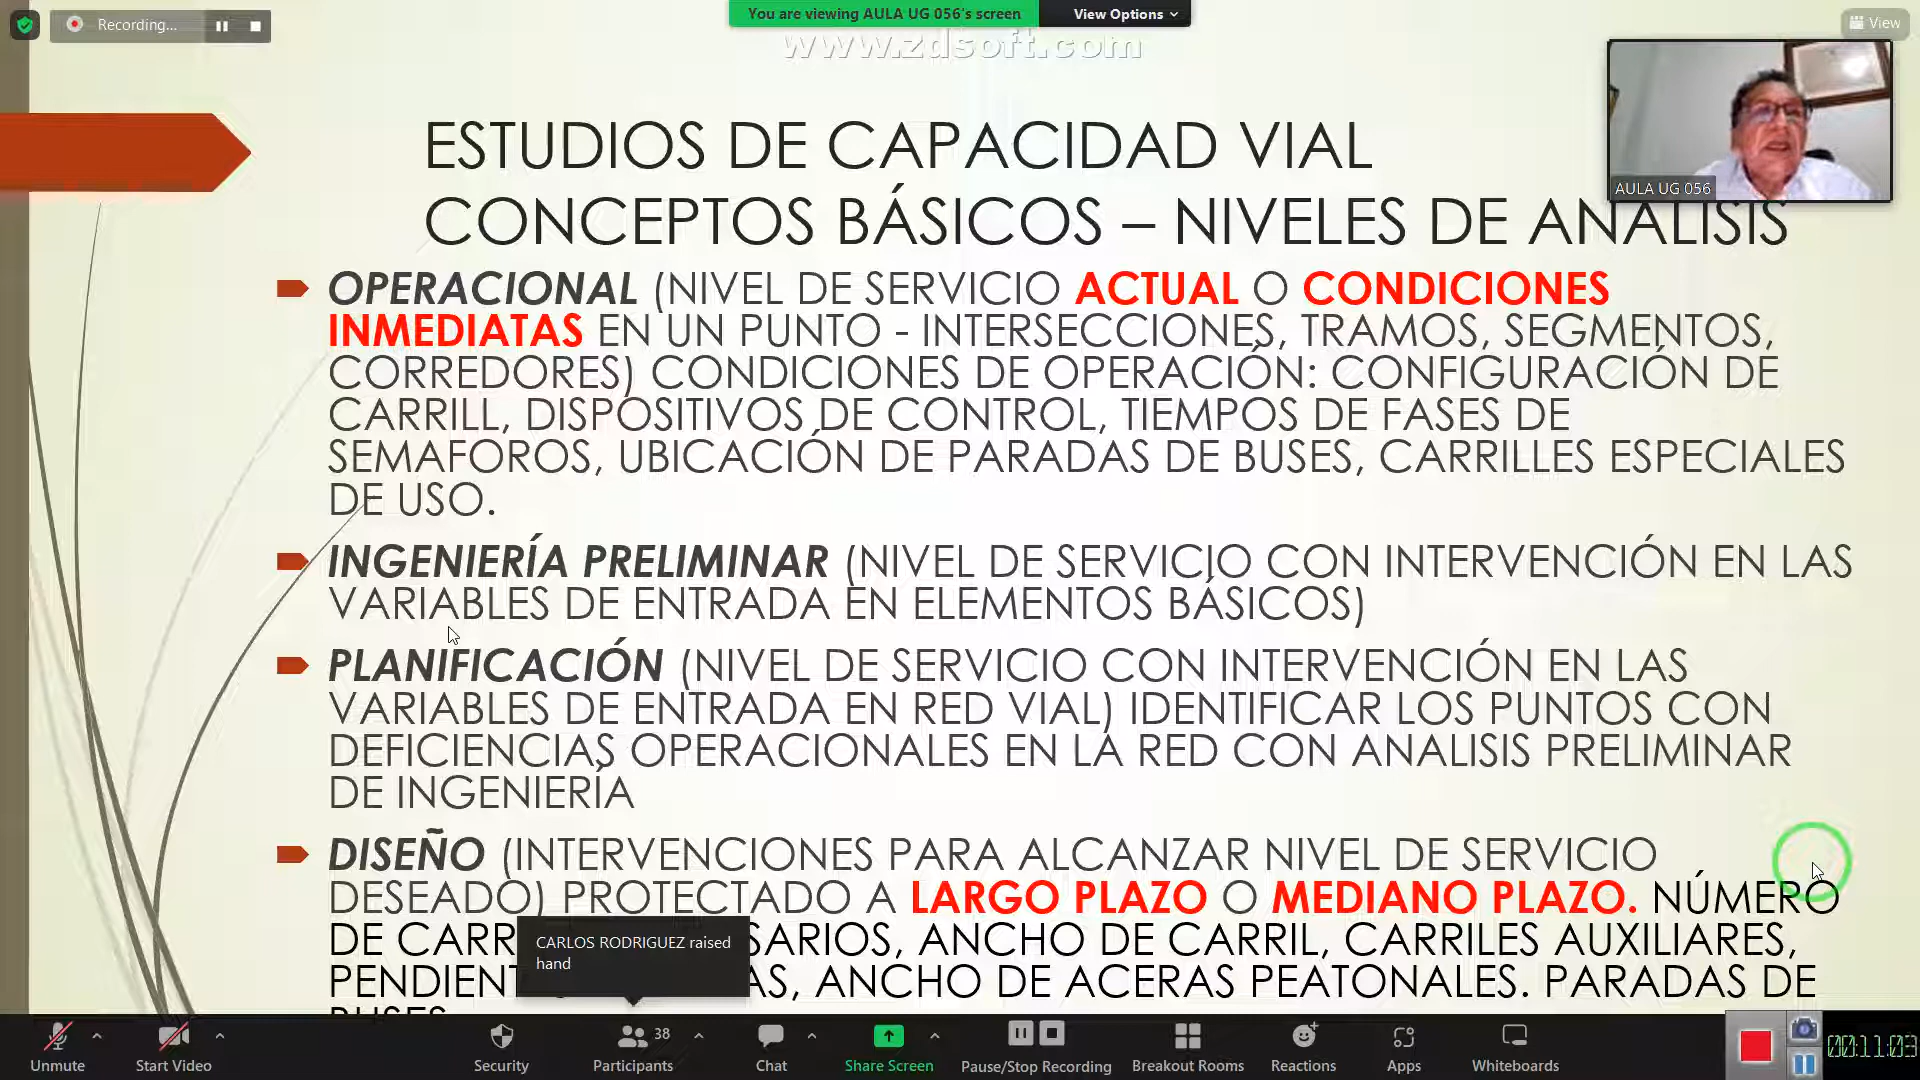 Recording...
You are viewing AULA UG 056's screen
View Options
View
www.zdsoft.com
AULA UG 056
ESTUDIOS DE CAPACIDAD VIAL
CONCEPTOS BÁSICOS – NIVELES DE ANALISIS
OPERACIONAL (NIVEL DE SERVICIO ACTUAL O CONDICIONES
INMEDIATAS EN UN PUNTO - INTERSECCIONES, TRAMOS, SEGMENTOS,
CORREDORES) CONDICIONES DE OPERACIÓN: CONFIGURACIÓN DE
CARRILL, DISPOSITIVOS DE CONTROL, TIEMPOS DE FASES DE
SEMAFOROS, UBICACIÓN DE PARADAS DE BUSES, CARRILLES ESPECIALES
DE USO.
INGENIERÍA PRELIMINAR (NIVEL DE SERVICIO CON INTERVENCIÓN EN LAS
VARIABLES DE ENTRADA EN ELEMENTOS BÁSICOS)
PLANIFICACIÓN (NIVEL DE SERVICIO CON INTERVENCIÓN EN LAS
VARIABLES DE ENTRADA EN RED VIAL) IDENTIFICAR LOS PUNTOS CON
DEFICIENCIAS OPERACIONALES EN LA RED CON ANALISIS PRELIMINAR
DE INGENIERÍA
DISEÑO (INTERVENCIONES PARA ALCANZAR NIVEL DE SERVICIO
DESEADO) PROTECTADO A LARGO PLAZO O MEDIANO PLAZO. NÚMERO
DE CARR SARIOS, ANCHO DE CARRIL, CARRILES AUXILIARES,
PENDIENT AS, ANCHO DE ACERAS PEATONALES. PARADAS DE
BUSES
CARLOS RODRIGUEZ raised
hand
Unmute
Start Video
Security
Participants 38
Chat
Share Screen
Pause/Stop Recording
Breakout Rooms
Reactions
Apps
Whiteboards
00:11:03